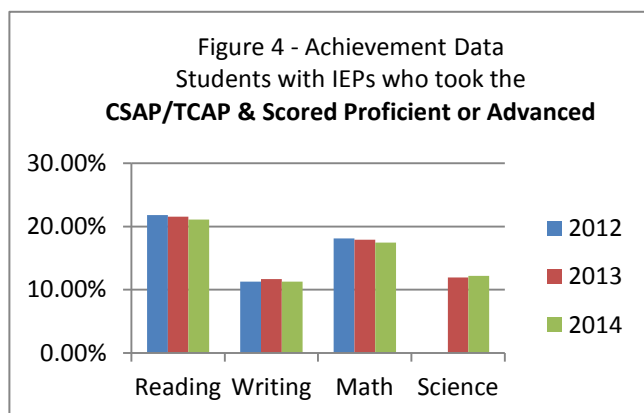 Figure 4 - Achievement Data
Students with IEPs who took the
CSAP/TCAP & Scored Proficient or Advanced
30.00%
20.00%
10.00%
0.00%
Reading Writing Math Science
2012
2013
2014